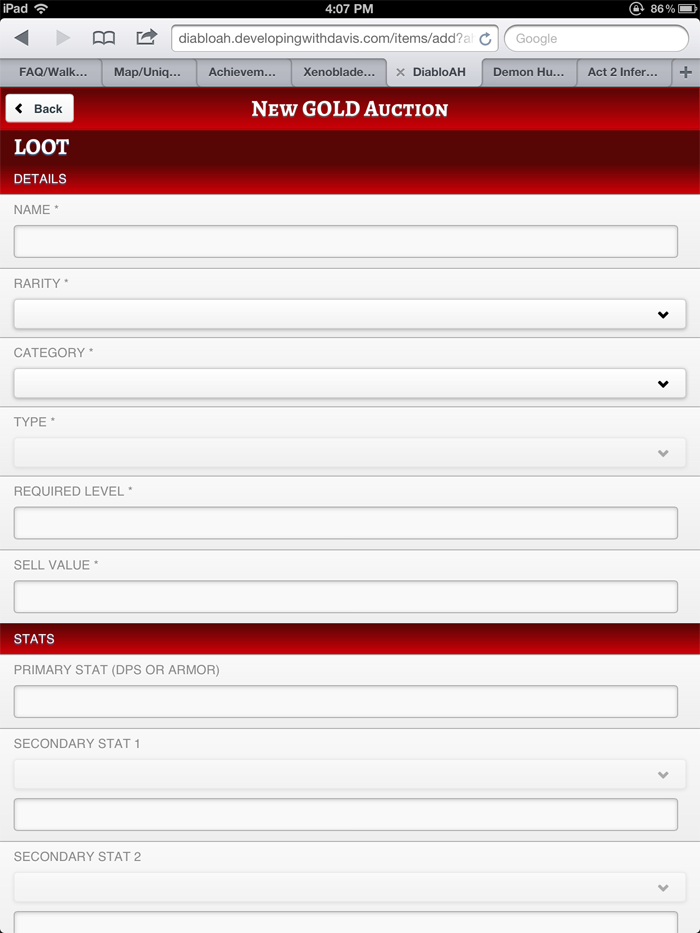 iPad 4:07 PM 86%
diabloah.developingwithdavis.com/items/add? Google
FAQ/Walk... Map/Uniq... Achievem... Xenoblade... DiabloAH Demon Hu... Act 2 Infer...
Back New GOLD Auction
LOOT
DETAILS
NAME *
RARITY *
CATEGORY *
TYPE *
REQUIRED LEVEL *
SELL VALUE *
STATS
PRIMARY STAT (DPS OR ARMOR)
SECONDARY STAT 1
SECONDARY STAT 2